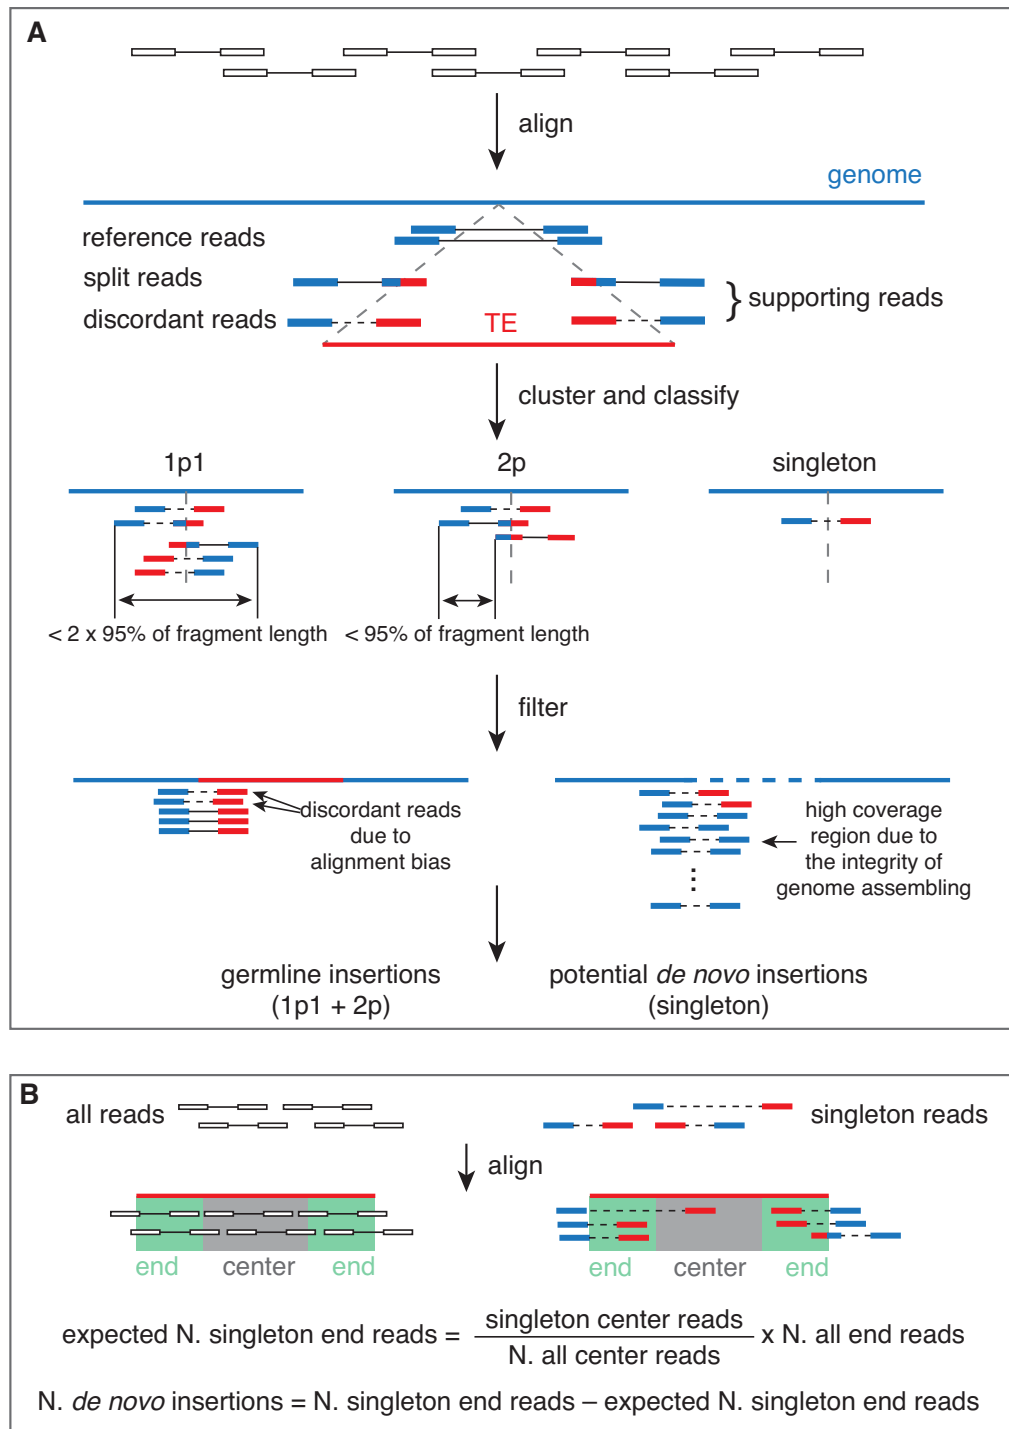 A
align
genome
reference reads
split reads
discordant reads
supporting reads
TE
cluster and classify
1p1
2p
singleton
< 2 x 95% of fragment length
< 95% of fragment length
filter
discordant reads
due to
alignment bias
high coverage
region due to
the integrity of
genome assembling
germline insertions
(1p1 + 2p)
potential de novo insertions
(singleton)
B
all reads
singleton reads
align
end
center
end
end
center
end
expected N. singleton end reads = singleton center reads / N. all center reads x N. all end reads
N. de novo insertions = N. singleton end reads – expected N. singleton end reads